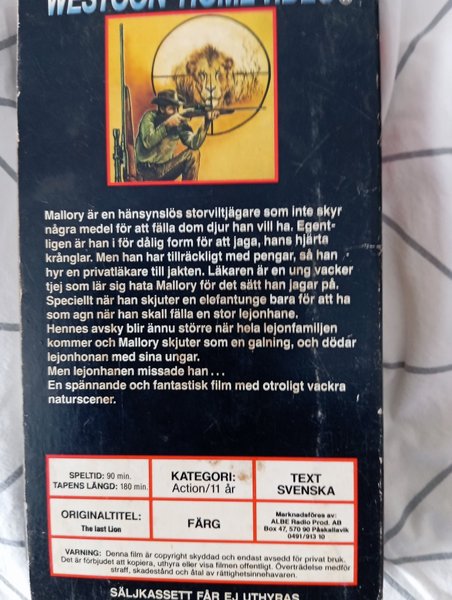 WESTOON HOME VIDEO ®
Mallory är en hänsynslös storviltjägare som inte skyr
några medel för att fälla dom djur han vill ha. Egent-
ligen är han i för dålig form för att jaga, hans hjärta
krånglar. Men han har tillräckligt med pengar, så han
hyr en privatläkare till jakten. Läkaren är en ung vacker
tjej som lär sig hata Mallory för det sätt han jagar på.
Speciellt när han skjuter en elefantunge bara för att ha
som agn när han skall fälla en stor lejonhane.
Hennes avsky blir ännu större när hela lejonfamiljen
kommer och Mallory skjuter som en galning, och dödar
lejonhonan med sina ungar.
Men lejonhanen missade han...
En spännande och fantastisk film med otroligt vackra
naturscener.
SPELTID: 90 min.
TAPENS LÄNGD: 180 min.
KATEGORI:
Action/11 år
TEXT
SVENSKA
ORIGINALTITEL:
The last Lion
FÄRG
Marknadsföres av:
ALBE Radio Prod. AB
Box 47, 570 90 Påskallavik
0491/913 10
VARNING: Denna film är copyright skyddad och endast avsedd för privat bruk.
Det är förbjudet att kopiera, uthyra eller visa filmen offentligt. Överträdelse medför
straff, skadestånd och åtal av rättighetsinnehavaren.
SÄLJKASSETT FÅR EJ UTHYRAS